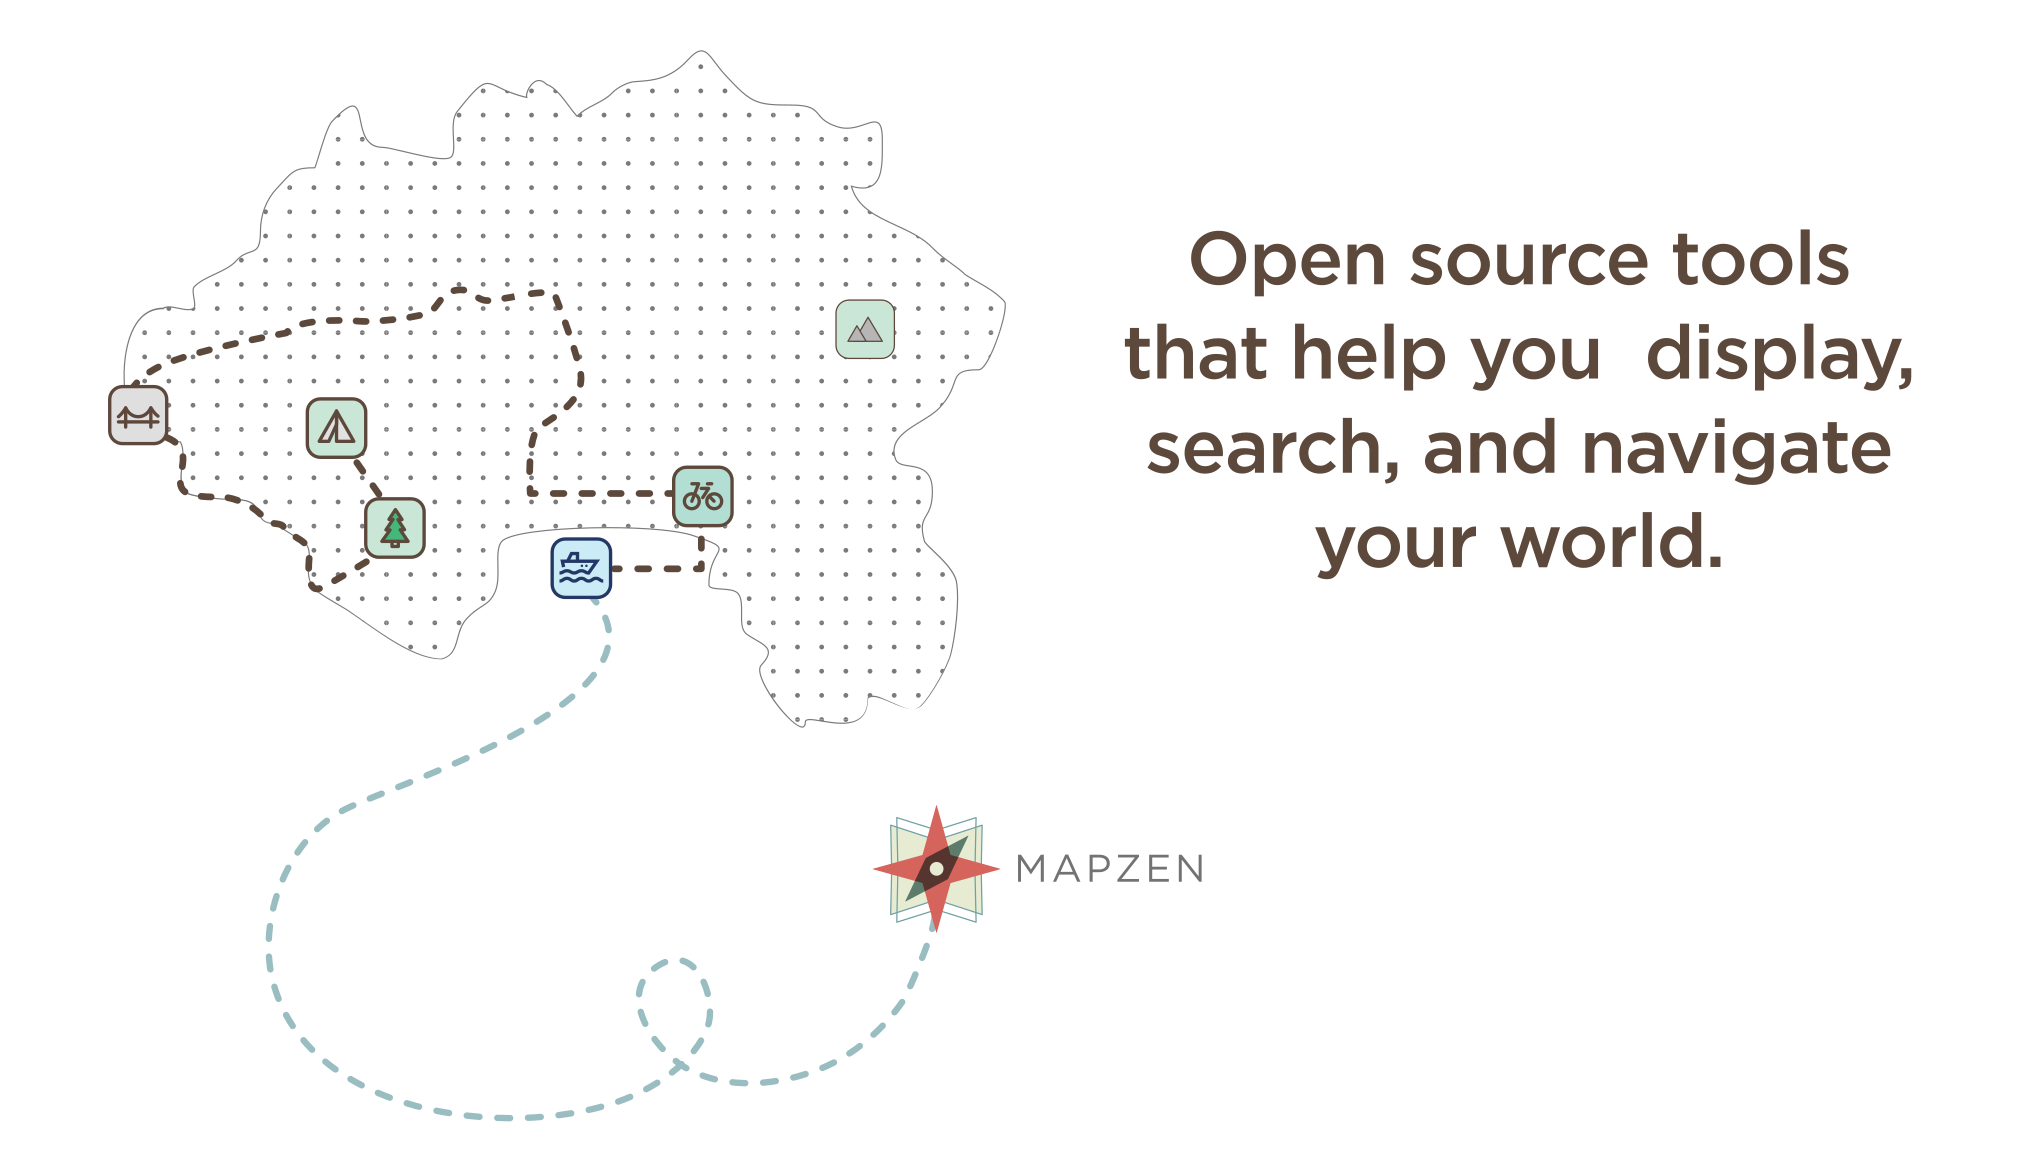 Open source tools
that help you  display,
search, and navigate
your world.
MAPZEN